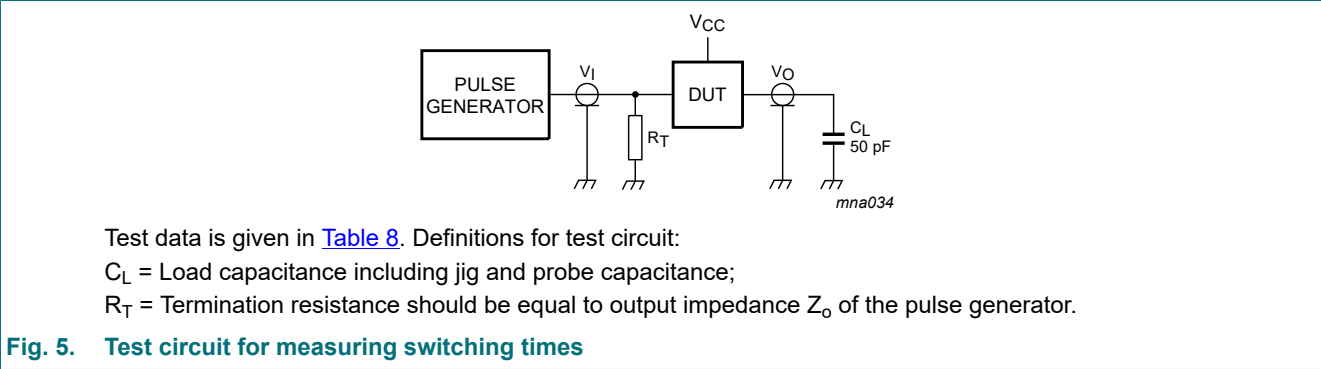 VCC
PULSE
GENERATOR
VI
DUT
VO
RT
CL
50 pF
mna034
Test data is given in Table 8. Definitions for test circuit:
CL = Load capacitance including jig and probe capacitance;
RT = Termination resistance should be equal to output impedance Zo of the pulse generator.
Fig. 5. Test circuit for measuring switching times